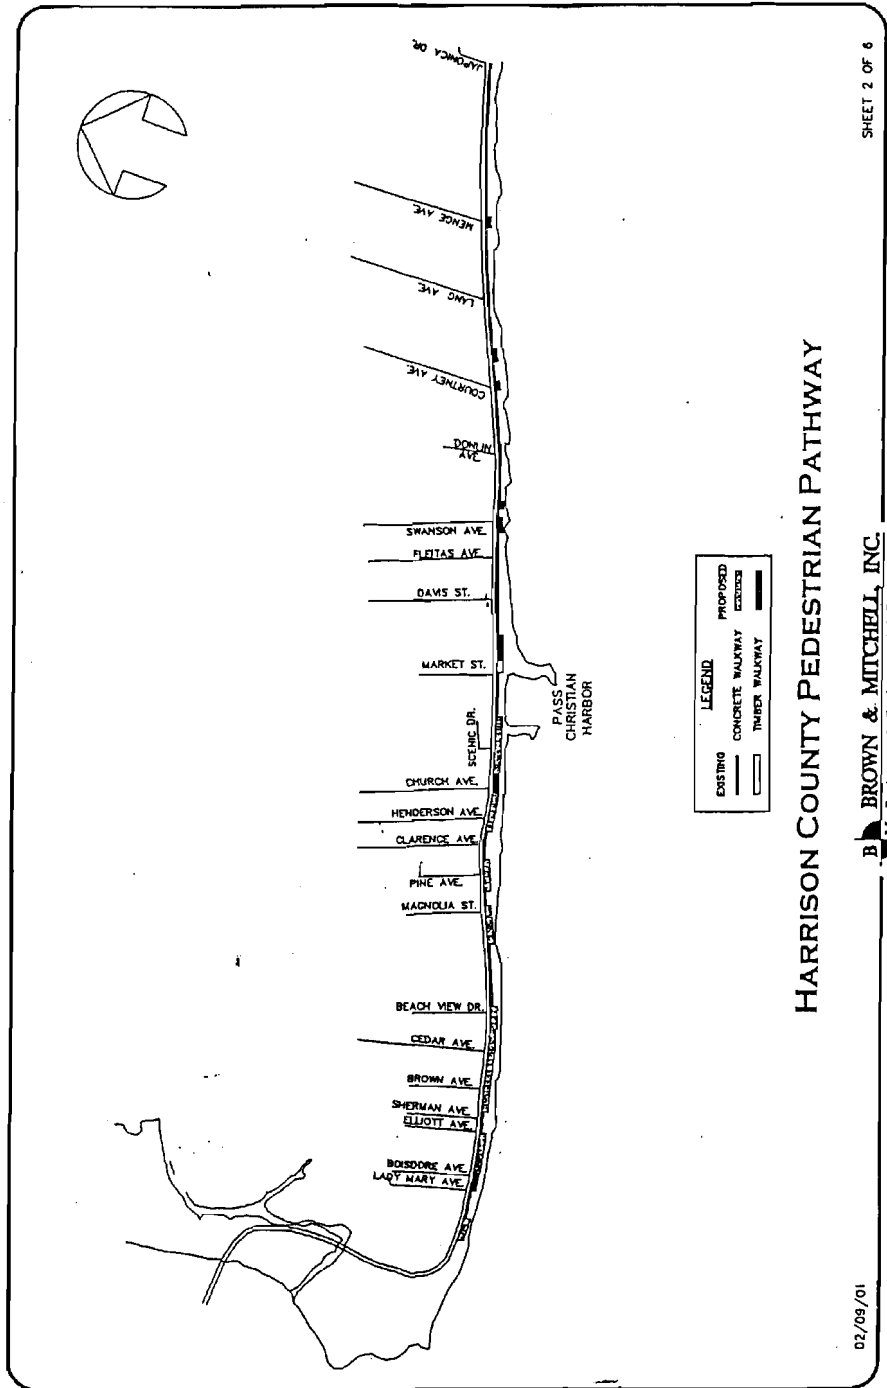 JAPONICA DR.
MENGE AVE.
LANG AVE.
COURTNEY AVE.
DONLIN
AVE.
SWANSON AVE.
FLEITAS AVE.
DAVIS ST.
MARKET ST.
SCENIC DR.
CHURCH AVE.
HENDERSON AVE.
CLARENCE AVE.
PINE AVE.
MAGNOLIA ST.
BEACH VIEW DR.
CEDAR AVE.
BROWN AVE.
SHERMAN AVE.
ELLIOTT AVE.
BOISDORE AVE.
LADY MARY AVE.
PASS
CHRISTIAN
HARBOR
LEGEND
EXISTING PROPOSED
CONCRETE WALKWAY
TIMBER WALKWAY
HARRISON COUNTY PEDESTRIAN PATHWAY
B BROWN & MITCHELL, INC.
02/09/01
SHEET 2 OF 6